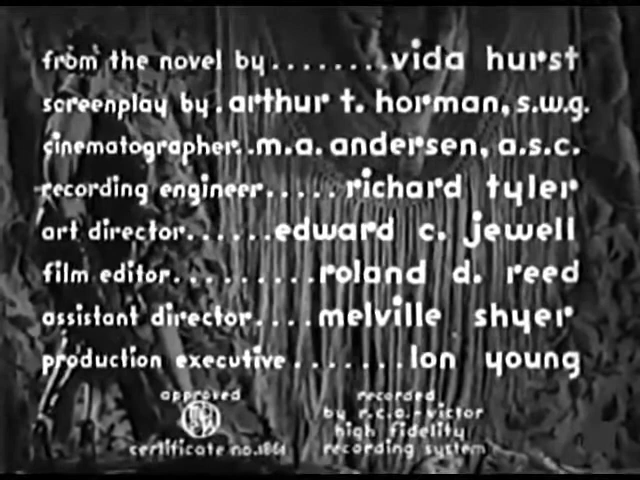 from the novel by........vida hurst
screenplay by.arthur t. horman, s.w.g.
cinematographer..m.a. andersen, a.s.c.
recording engineer.....richard tyler
art director......edward c. jewell
film editor.........roland d. reed
assistant director....melville shyer
production executive.......lon young
approved
certificate no.1861
recorded
by r.c.a.-victor
high fidelity
recording system